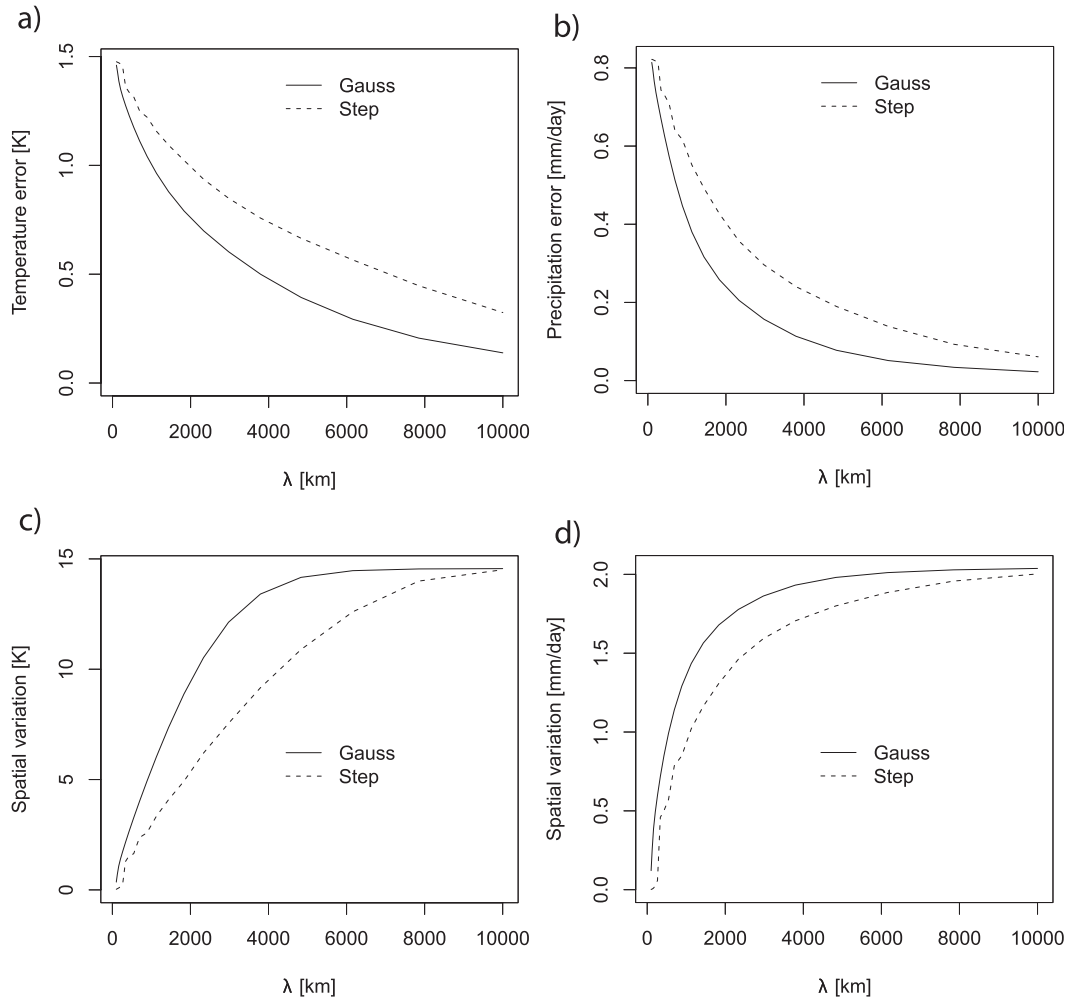 a)
Temperature error [K]
1.5
1.0
0.5
0.0
Gauss
Step
0 2000 4000 6000 8000 10000
λ [km]
b)
Precipitation error [mm/day]
0.8
0.6
0.4
0.2
0.0
Gauss
Step
0 2000 4000 6000 8000 10000
λ [km]
c)
Spatial variation [K]
15
10
5
0
Gauss
Step
0 2000 4000 6000 8000 10000
λ [km]
d)
Spatial variation [mm/day]
2.0
1.5
1.0
0.5
0.0
Gauss
Step
0 2000 4000 6000 8000 10000
λ [km]